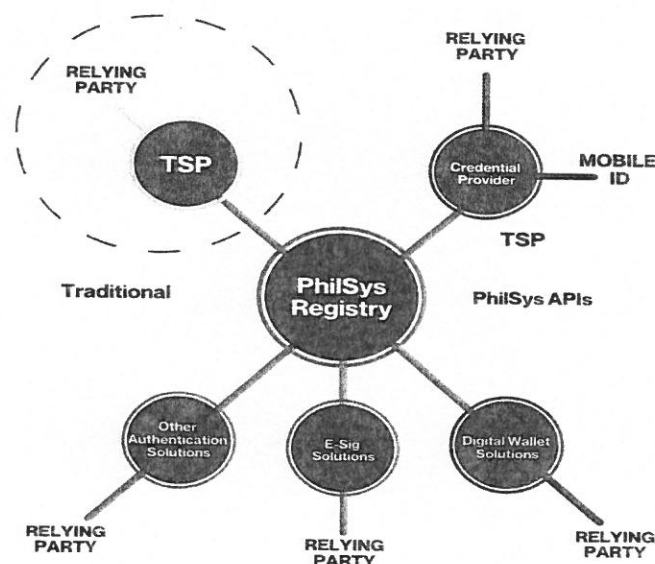 RELYING
PARTY
TSP
RELYING
PARTY
Credential
Provider
MOBILE
ID
TSP
Traditional
PhilSys
Registry
PhilSys APIs
Other
Authentication
Solutions
E-Sig
Solutions
Digital Wallet
Solutions
RELYING
PARTY
RELYING
PARTY
RELYING
PARTY